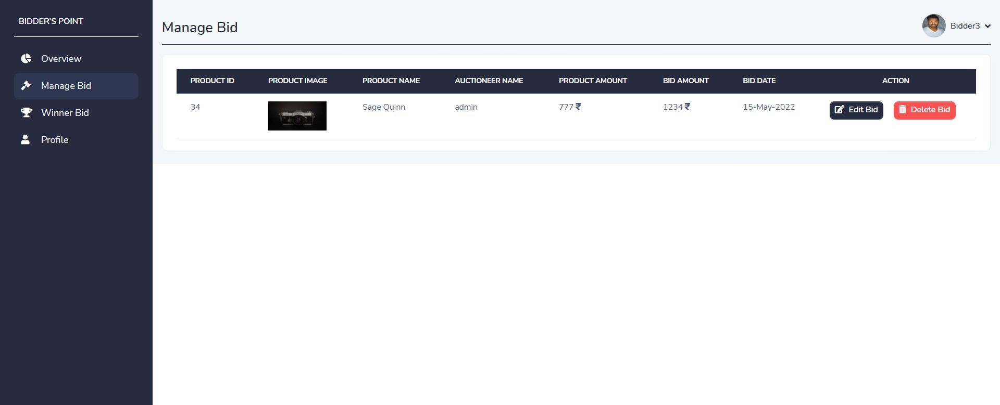 BIDDER'S POINT
Overview
Manage Bid
Winner Bid
Profile
Manage Bid
Bidder3
PRODUCT ID PRODUCT IMAGE PRODUCT NAME AUCTIONEER NAME PRODUCT AMOUNT BID AMOUNT BID DATE ACTION
34 Sage Quinn admin 777 ₹ 1234 ₹ 15-May-2022 Edit Bid Delete Bid